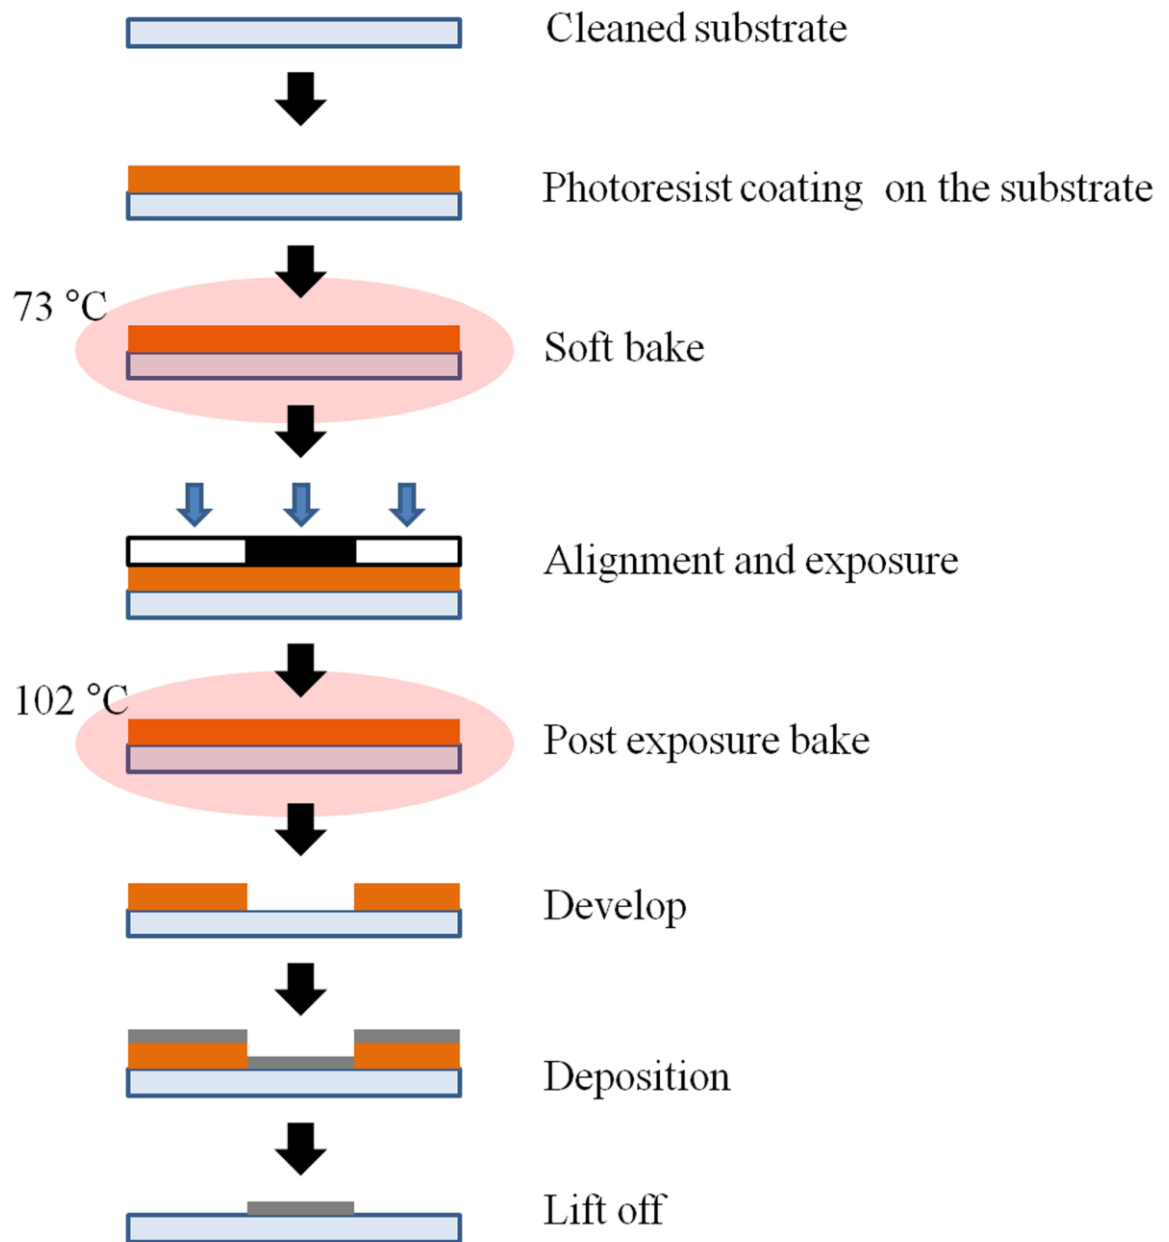 Cleaned substrate
Photoresist coating on the substrate
73 °C
Soft bake
Alignment and exposure
102 °C
Post exposure bake
Develop
Deposition
Lift off